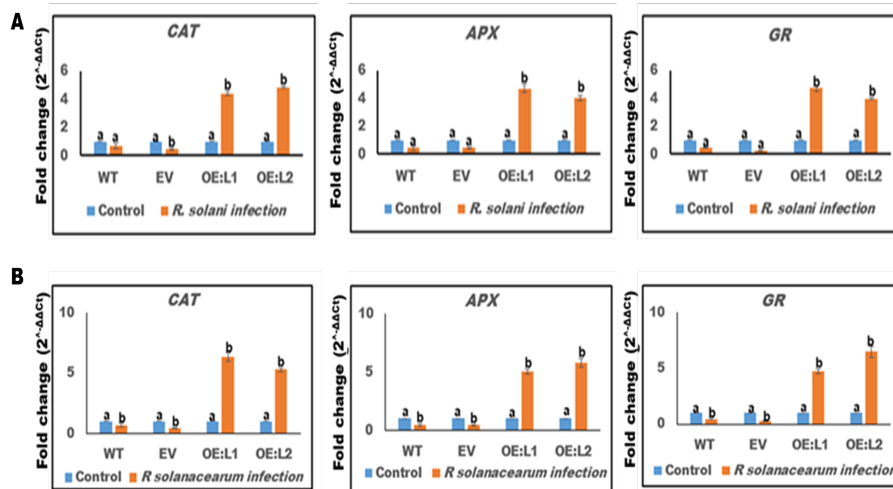 A
CAT
Fold change (2^-ΔΔCt)
6
4
2
0
a a a b a b a b
WT EV OE:L1 OE:L2
Control R. solani infection
APX
Fold change (2^-ΔΔCt)
6
4
2
0
a a a a a b a b
WT EV OE:L1 OE:L2
Control R. solani infection
GR
Fold change (2^-ΔΔCt)
6
4
2
0
a a a a a b a b
WT EV OE:L1 OE:L2
Control R. solani infection
B
CAT
Fold change (2^-ΔΔCt)
10
5
0
a b a b a b a b
WT EV OE:L1 OE:L2
Control R solanacearum infection
APX
Fold change (2^-ΔΔCt)
10
5
0
a b a b a b a b
WT EV OE:L1 OE:L2
Control R solanacearum infection
GR
Fold change (2^-ΔΔCt)
10
5
0
a b a b a b a b
WT EV OE:L1 OE:L2
Control R solanacearum infection